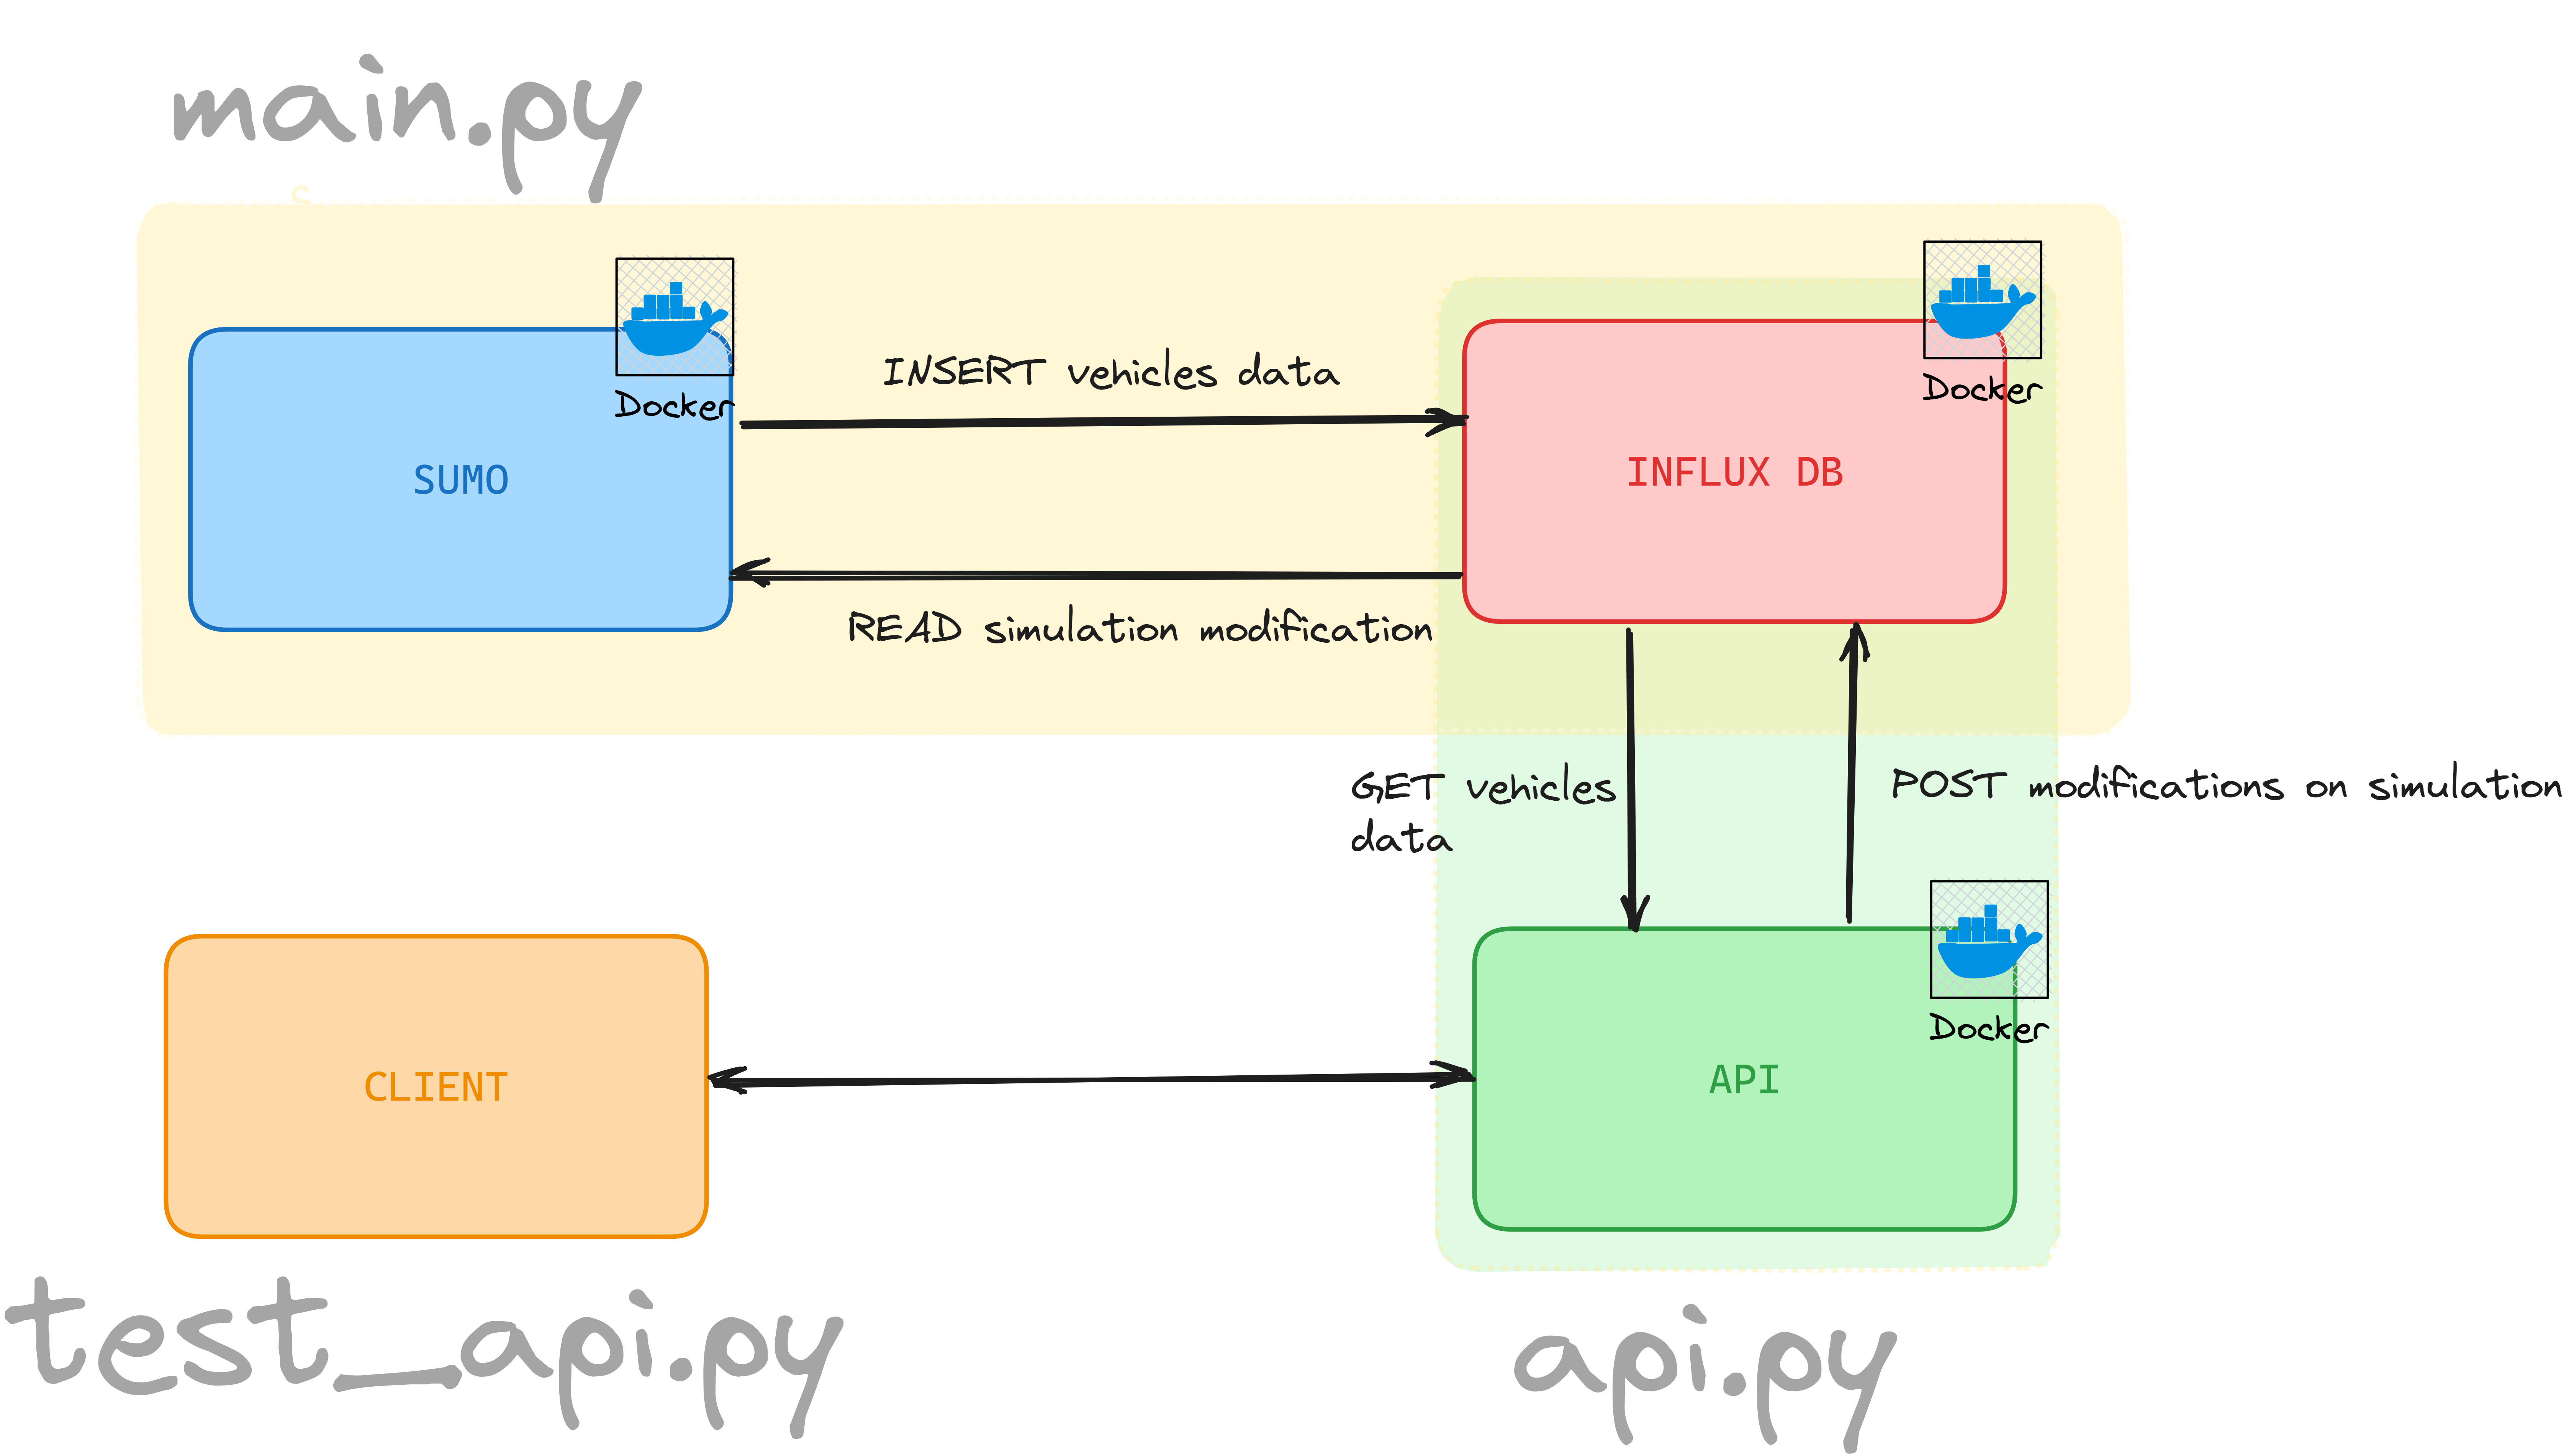 main.py
s
Docker
Docker
INSERT vehicles data
SUMO
INFLUX DB
READ simulation modification
GET vehicles
data
POST modifications on simulation
Docker
CLIENT
API
test_api.py
api.py